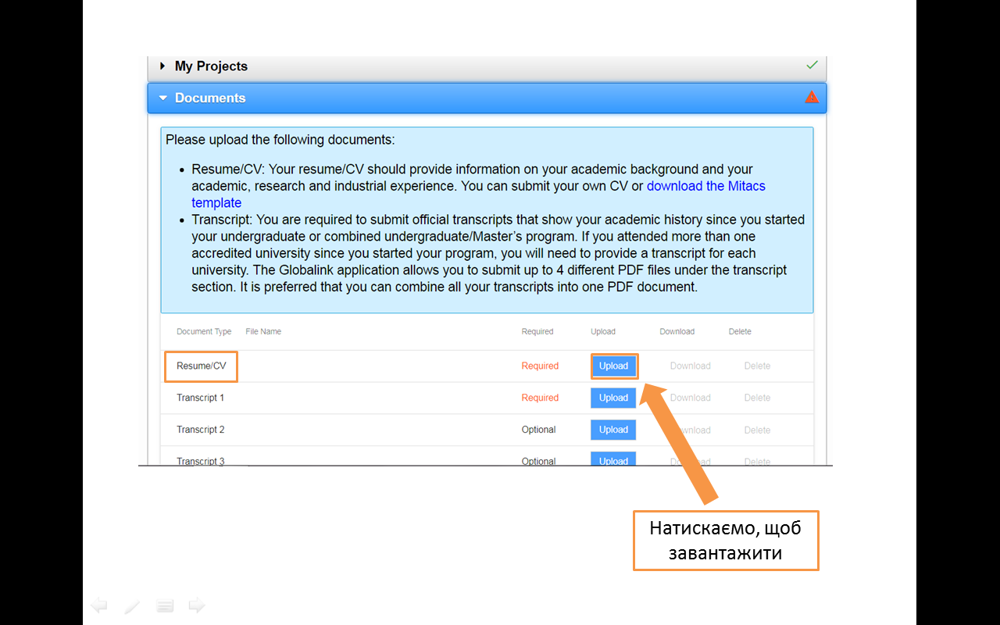 My Projects
Documents
Please upload the following documents:
• Resume/CV: Your resume/CV should provide information on your academic background and your
academic, research and industrial experience. You can submit your own CV or download the Mitacs
template
• Transcript: You are required to submit official transcripts that show your academic history since you started
your undergraduate or combined undergraduate/Master’s program. If you attended more than one
accredited university since you started your program, you will need to provide a transcript for each
university. The Globalink application allows you to submit up to 4 different PDF files under the transcript
section. It is preferred that you can combine all your transcripts into one PDF document.
Document Type File Name Required Upload Download Delete
Resume/CV Required Upload Download Delete
Transcript 1 Required Upload Download Delete
Transcript 2 Optional Upload Download Delete
Transcript 3 Optional Upload Download Delete
Натискаємо, щоб
завантажити